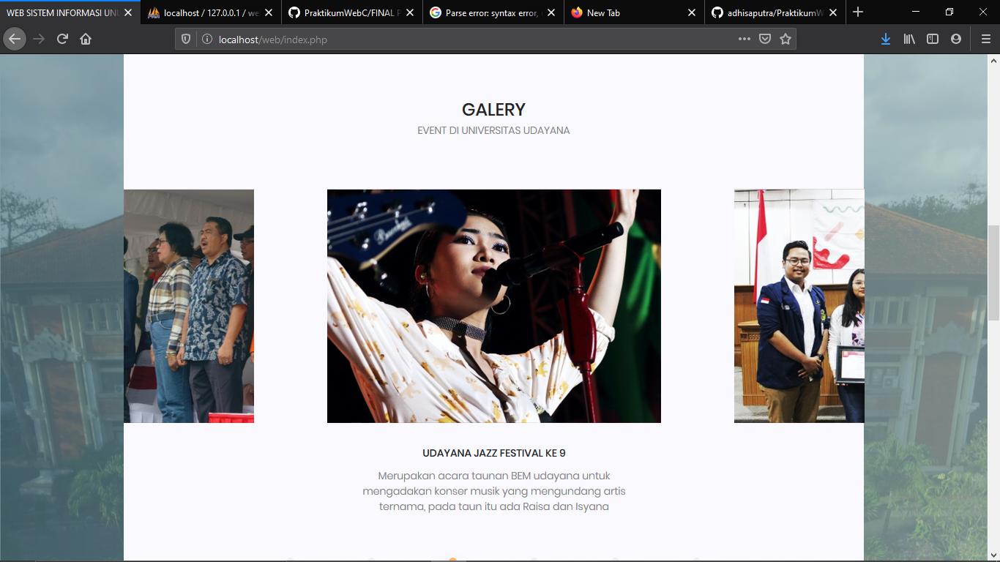 WEB SISTEM INFORMASI UNU
localhost / 127.0.0.1 / we
PraktikumWebC/FINAL P
Parse error: syntax error,
New Tab
adhisaputra/PraktikumW
localhost/web/index.php
GALERY
EVENT DI UNIVERSITAS UDAYANA
UDAYANA JAZZ FESTIVAL KE 9
Merupakan acara taunan BEM udayana untuk
mengadakan konser musik yang mengundang artis
ternama, pada taun itu ada Raisa dan Isyana